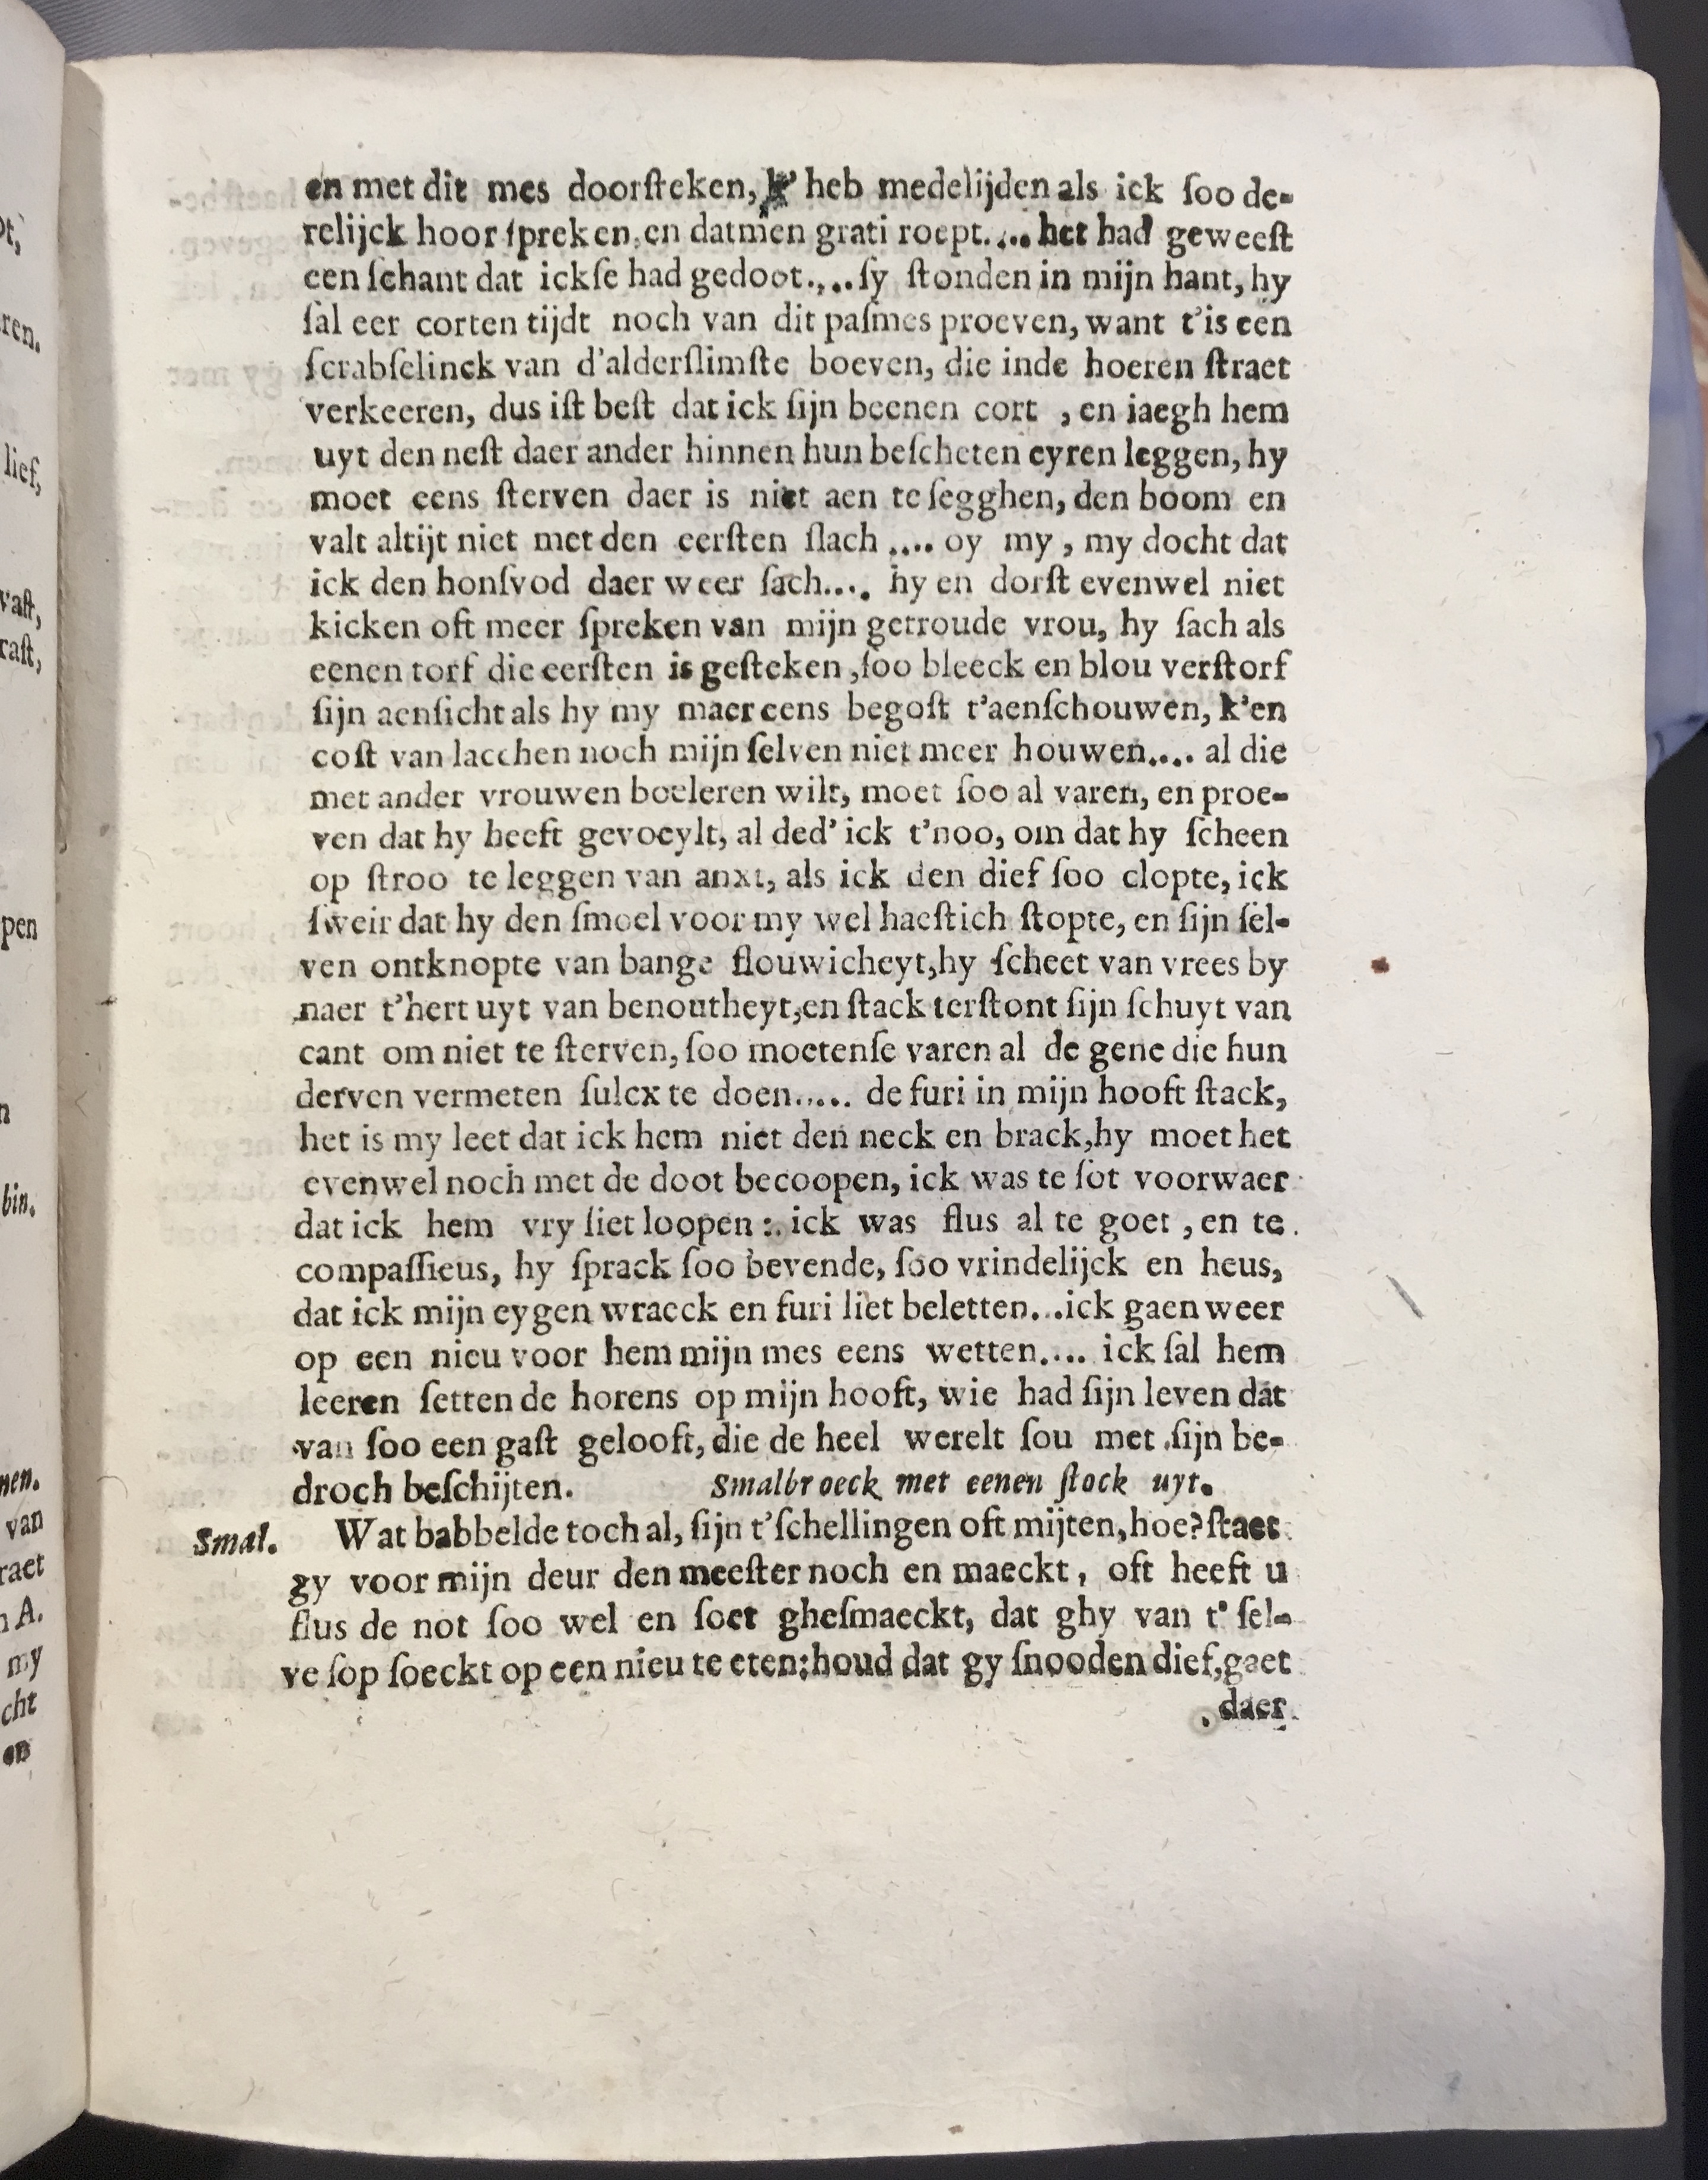 en met dit mes doorſteken, k' heb medelijden als ick ſoo de-
relijck hoor ſpreken, en datmen grati roept.... het had geweeſt
een ſchant dat ickſe had gedoot.... ſy ſtonden in mijn hant, hy
ſal eer corten tijdt noch van dit paſmes proeven, want t'is een
ſcrabſelinck van d'alderſlimſte boeven, die inde hoeren ſtraet
verkeeren, dus iſt beſt dat ick ſijn beenen cort , en iaegh hem
uyt den neſt daer ander hinnen hun beſcheten eyren leggen, hy
moet eens ſterven daer is niet aen te ſegghen, den boom en
valt altijt niet met den eerſten ſlach .... oy my , my docht dat
ick den honſvod daer weer ſach.... hy en dorſt evenwel niet
kicken oft meer ſpreken van mijn getroude vrou, hy ſach als
eenen torf die eerſten is geſteken ,ſoo bleeck en blou verſtorf
ſijn aenſicht als hy my maer eens begoſt t'aenſchouwen, k'en
coſt van lacchen noch mijn ſelven niet meer houwen.... al die
met ander vrouwen boeleren wilt, moet ſoo al varen, en proe-
ven dat hy heeft gevoeylt, al ded' ick t'noo, om dat hy ſcheen
op ſtroo te leggen van anxt, als ick den dief ſoo clopte, ick
ſweir dat hy den ſmoel voor my wel haeſtich ſtopte, en ſijn ſel-
ven ontknopte van bange flouwicheyt,hy ſcheet van vrees by
naer t'hert uyt van benoutheyt,en ſtack terſtont ſijn ſchuyt van
cant om niet te ſterven, ſoo moetenſe varen al de gene die hun
derven vermeten ſulcx te doen..... de furi in mijn hooft ſtack,
het is my leet dat ick hem niet den neck en brack,hy moet het
evenwel noch met de doot becoopen, ick was te ſot voorwaer
dat ick hem vry liet loopen : ick was flus al te goet , en te
compaſſieus, hy ſprack ſoo bevende, ſoo vrindelijck en heus,
dat ick mijn eygen wraeck en furi liet beletten...ick gaen weer
op een nieu voor hem mijn mes eens wetten.... ick ſal hem
leeren ſetten de horens op mijn hooft, wie had ſijn leven dat
van ſoo een gaſt gelooft, die de heel werelt ſou met ſijn be-
droch beſchijten. Smalbroeck met eenen ſtock uyt.
Smal. Wat babbelde toch al, ſijn t'ſchellingen oft mijten,hoe? ſtaet
gy voor mijn deur den meeſter noch en maeckt , oft heeft u
flus de not ſoo wel en ſoet gheſmaeckt, dat ghy van t' ſel-
ve ſop ſoeckt op een nieu te eten:houd dat gy ſnooden dief,gaet
daer